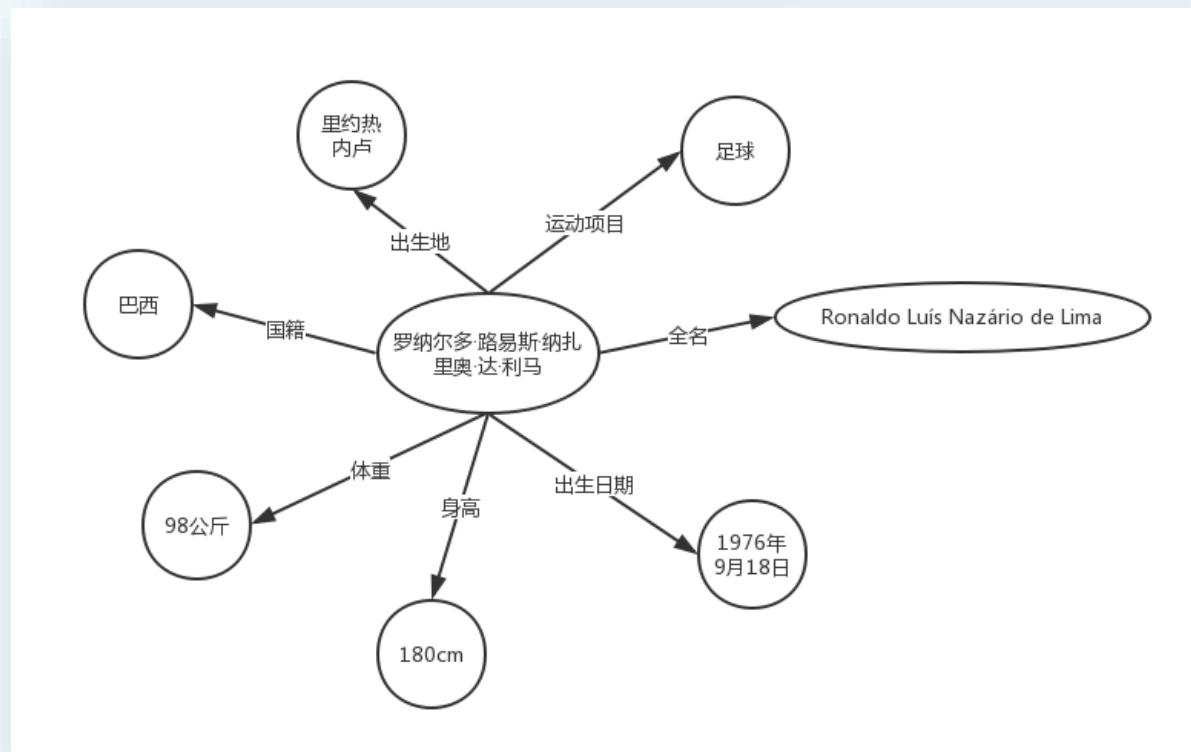 里约热
内卢
足球
运动项目
出生地
巴西
国籍
罗纳尔多·路易斯·纳扎
里奥·达·利马
全名
Ronaldo Luís Nazário de Lima
体重
身高
出生日期
98公斤
1976年
9月18日
180cm